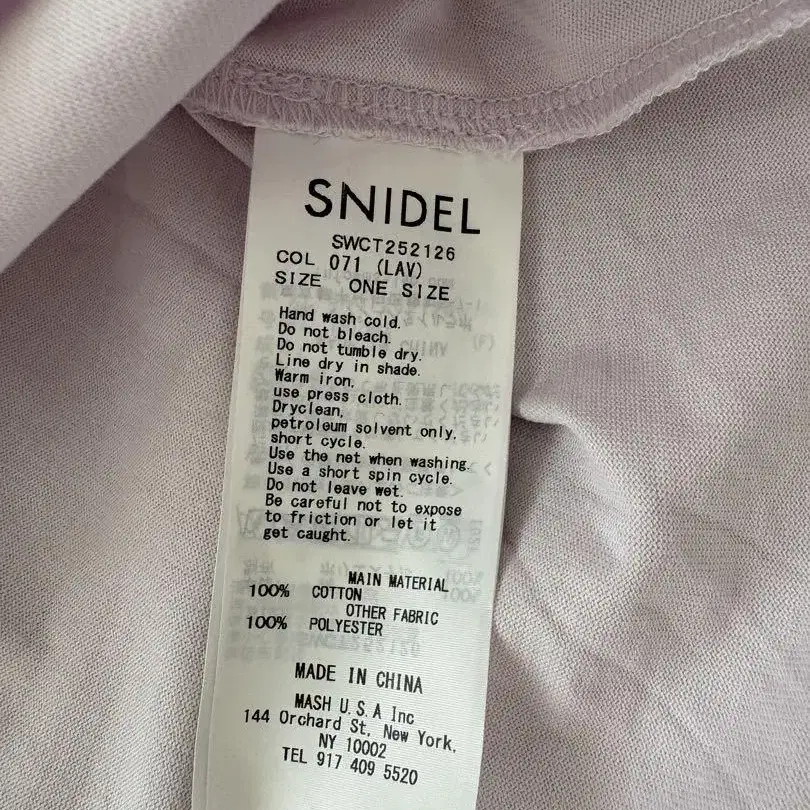 SNIDEL
SWCT252126
COL 071 (LAV)
SIZE ONE SIZE
Hand wash cold.
Do not bleach.
Do not tumble dry.
Line dry in shade.
Warm iron,
use press cloth.
Dryclean,
petroleum solvent only,
short cycle.
Use the net when washing.
Use a short spin cycle.
Do not leave wet.
Be careful not to expose
to friction or let it
get caught.
MAIN MATERIAL
100% COTTON
OTHER FABRIC
100% POLYESTER
MADE IN CHINA
MASH U.S.A Inc
144 Orchard St, New York,
NY 10002
TEL 917 409 5520